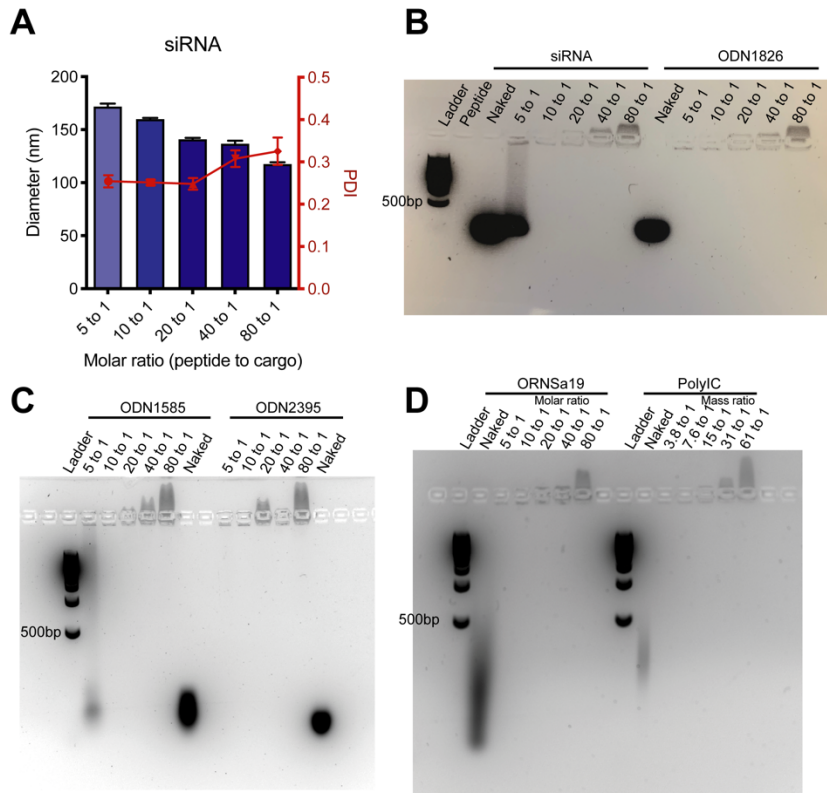 A
siRNA
200
150
100
50
0
Diameter (nm)
0.5
0.4
0.3
0.2
0.1
0.0
PDI
5 to 1
10 to 1
20 to 1
40 to 1
80 to 1
Molar ratio (peptide to cargo)
B
siRNA
ODN1826
Ladder
Peptide
Naked
5 to 1
10 to 1
20 to 1
40 to 1
80 to 1
Naked
5 to 1
10 to 1
20 to 1
40 to 1
80 to 1
500bp
C
ODN1585
ODN2395
Ladder
5 to 1
10 to 1
20 to 1
40 to 1
80 to 1
Naked
5 to 1
10 to 1
20 to 1
40 to 1
80 to 1
Naked
500bp
D
ORNSa19
PolyIC
Molar ratio
Mass ratio
Ladder
Naked
5 to 1
10 to 1
20 to 1
40 to 1
80 to 1
Ladder
Naked
3.8 to 1
7.6 to 1
15 to 1
31 to 1
61 to 1
500bp